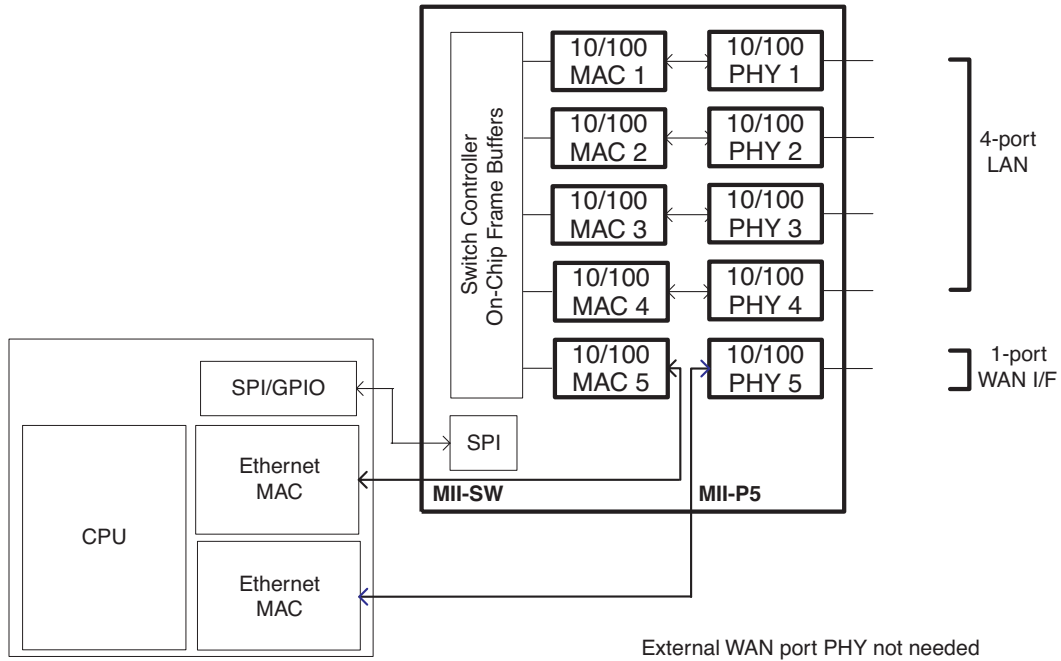 10/100
MAC 1
10/100
PHY 1
10/100
MAC 2
10/100
PHY 2
10/100
MAC 3
10/100
PHY 3
10/100
MAC 4
10/100
PHY 4
10/100
MAC 5
10/100
PHY 5
Switch Controller
On-Chip Frame Buffers
4-port
LAN
1-port
WAN I/F
SPI/GPIO
SPI
Ethernet
MAC
MII-SW
MII-P5
CPU
Ethernet
MAC
External WAN port PHY not needed